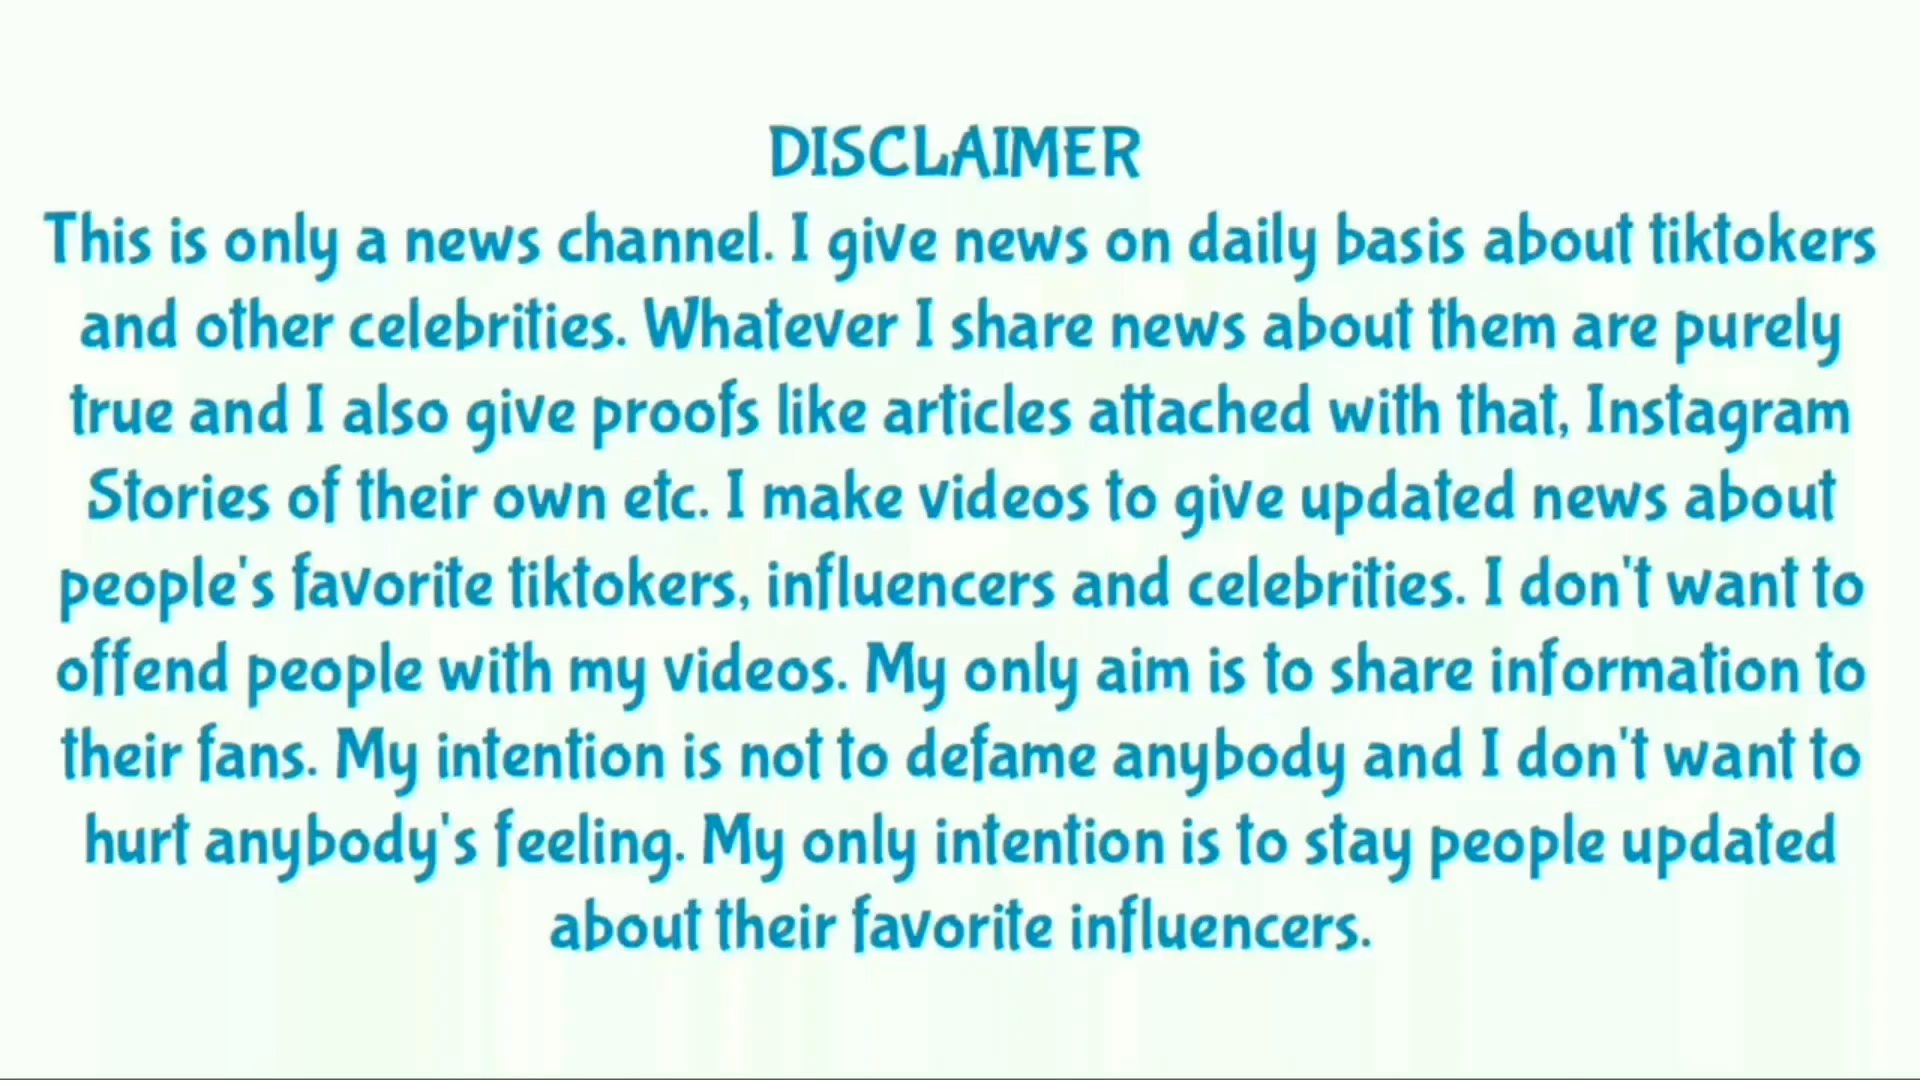 DISCLAIMER
This is only a news channel. I give news on daily basis about tiktokers
and other celebrities. Whatever I share news about them are purely
true and I also give proofs like articles attached with that, Instagram
Stories of their own etc. I make videos to give updated news about
people's favorite tiktokers, influencers and celebrities. I don't want to
offend people with my videos. My only aim is to share information to
their fans. My intention is not to defame anybody and I don't want to
hurt anybody's feeling. My only intention is to stay people updated
about their favorite influencers.